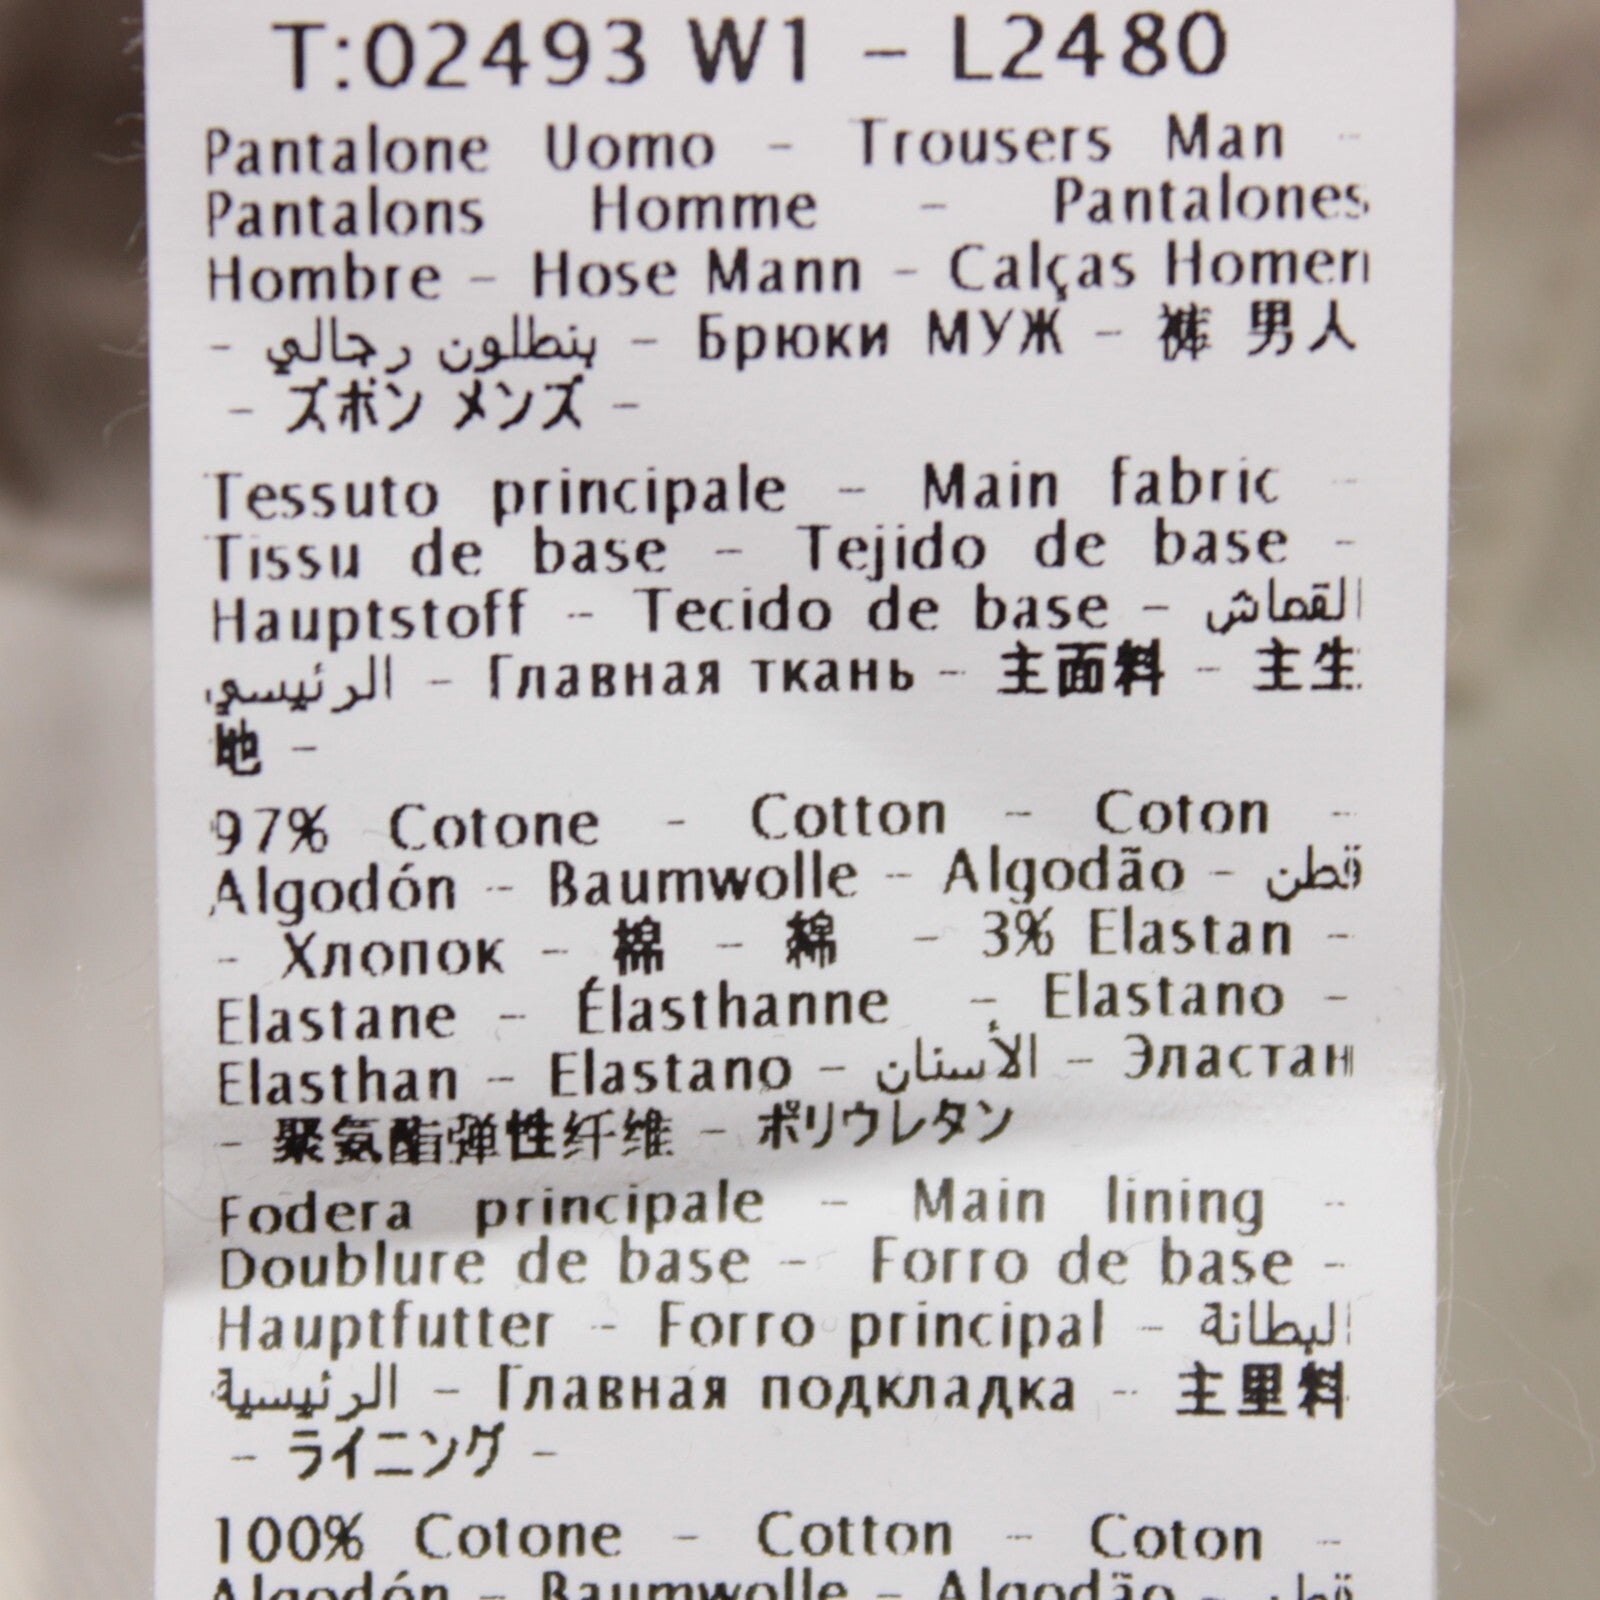 T:02493 W1 – L2480
Pantalone Uomo – Trousers Man –
Pantalons Homme – Pantalones
Hombre – Hose Mann – Calças Homem
– بنطلون رجالي – Брюки МУЖ – 裤 男人
– ズボン メンズ –
Tessuto principale – Main fabric –
Tissu de base – Tejido de base –
Hauptstoff – Tecido de base – القماش
الرئيسي – Главная ткань – 主面料 – 主生
地 –
97% Cotone – Cotton – Coton –
Algodón – Baumwolle – Algodão – قطن
– Хлопок – 棉 – 綿 – 3% Elastan –
Elastane – Élasthanne – Elastano –
Elasthan – Elastano – الأسنان – Эластан
– 聚氨酯弹性纤维 – ポリウレタン
Fodera principale – Main lining –
Doublure de base – Forro de base –
Hauptfutter – Forro principal – البطانة
الرئيسية – Главная подкладка – 主里料
– ライニング –
100% Cotone – Cotton – Coton –
Algodón – Baumwolle – Algodão – قطن